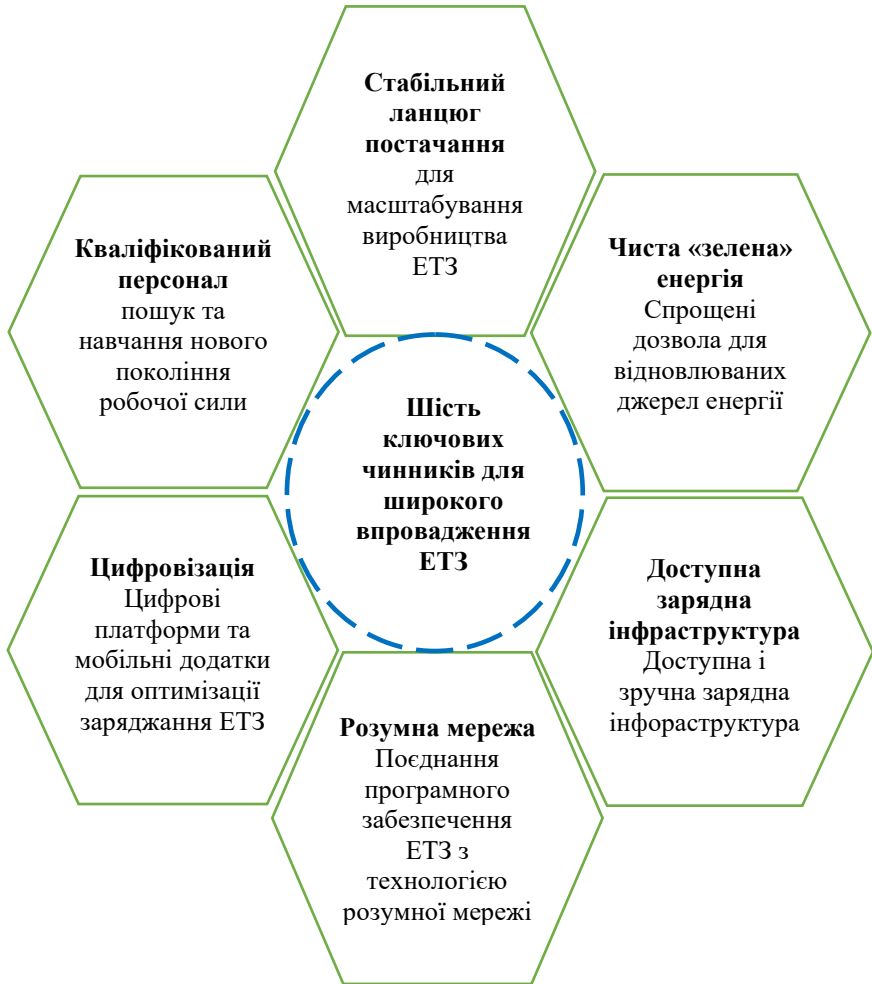 Стабільний
ланцюг
постачання
для
масштабування
виробництва
ЕТЗ
Кваліфікований
персонал
пошук та
навчання нового
покоління
робочої сили
Чиста «зелена»
енергія
Спрощені
дозвола для
відновлюваних
джерел енергії
Шість
ключових
чинників для
широкого
впровадження
ЕТЗ
Цифровізація
Цифрові
платформи та
мобільні додатки
для оптимізації
заряджання ЕТЗ
Доступна
зарядна
інфраструктура
Доступна і
зручна зарядна
інфораструктура
Розумна мережа
Поєднання
програмного
забезпечення
ЕТЗ з
технологією
розумної мережі